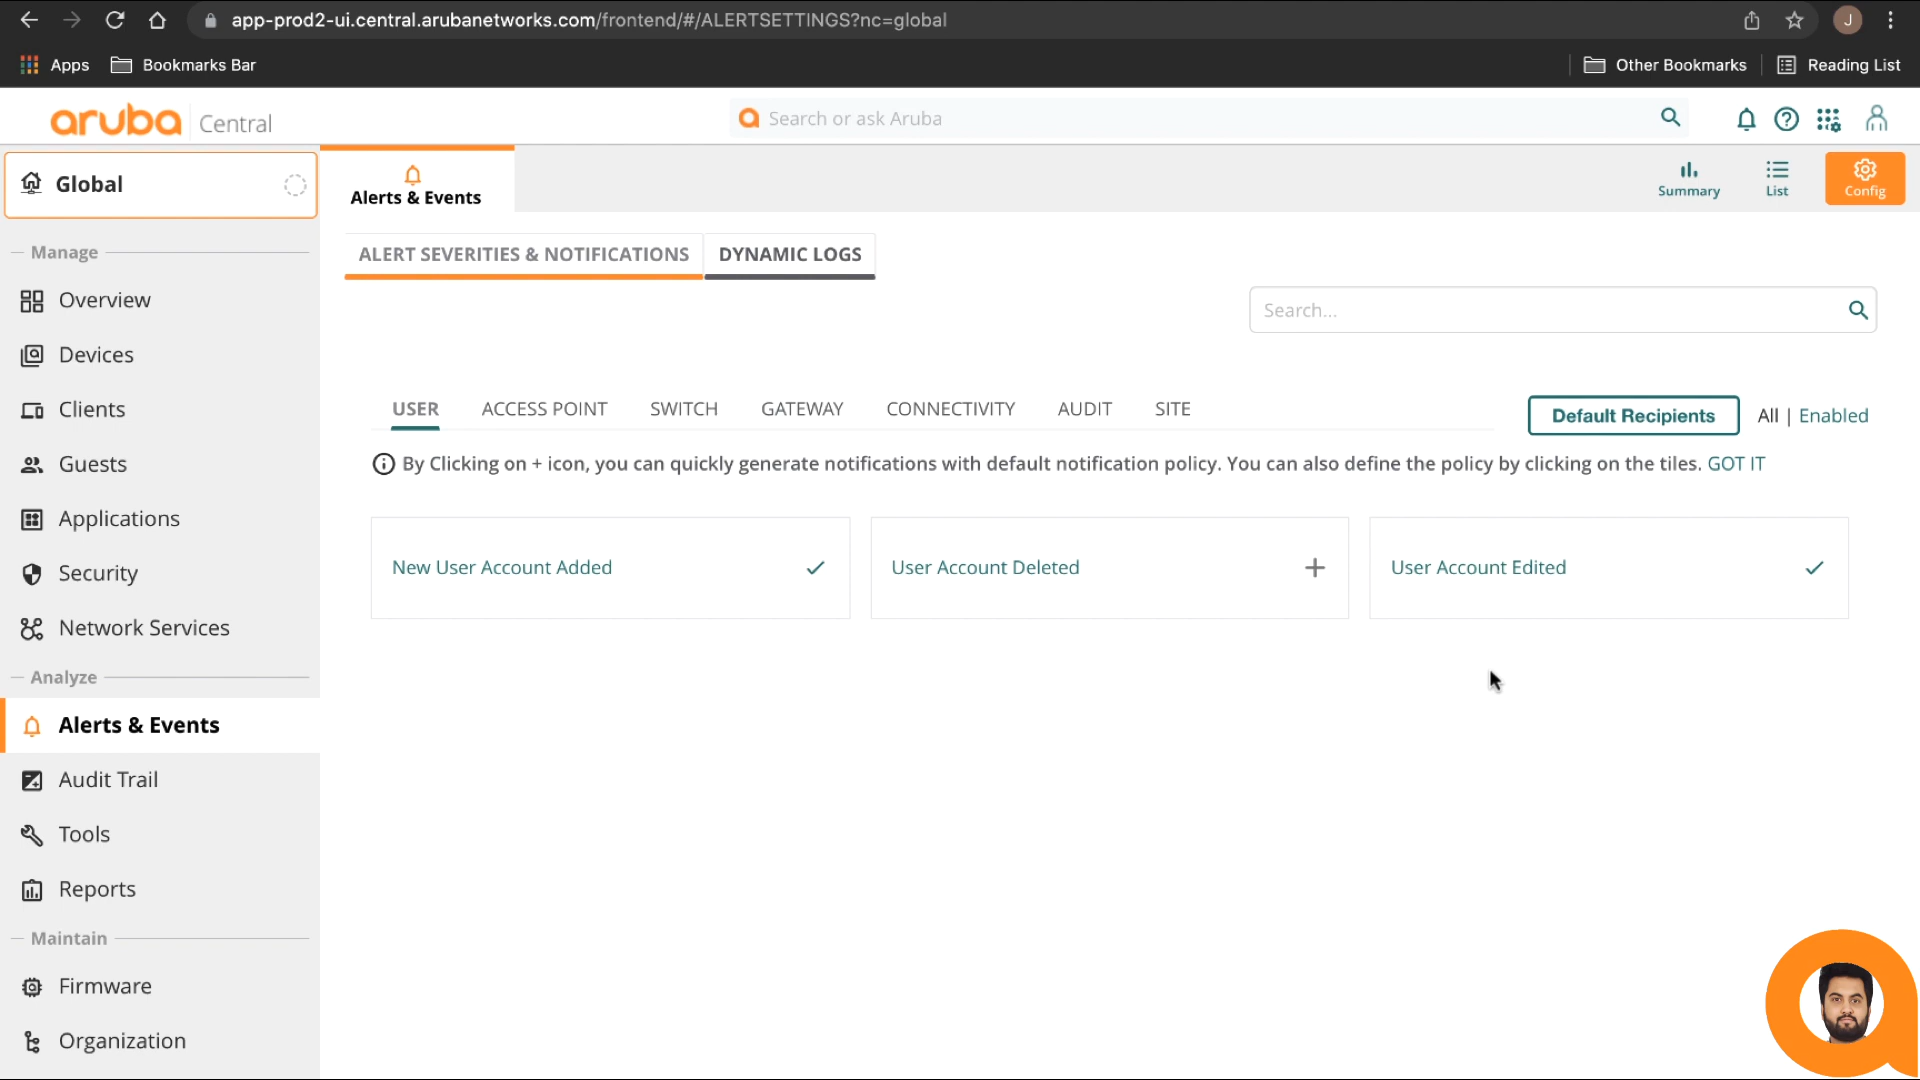 app-prod2-ui.central.arubanetworks.com/frontend/#/ALERTSETTINGS?nc=global
J
Apps
Bookmarks Bar
Other Bookmarks
Reading List
aruba Central
Search or ask Aruba
Global
Alerts & Events
Summary
List
Config
Manage
Overview
Devices
Clients
Guests
Applications
Security
Network Services
Analyze
Alerts & Events
Audit Trail
Tools
Reports
Maintain
Firmware
Organization
ALERT SEVERITIES & NOTIFICATIONS
DYNAMIC LOGS
Search...
USER
ACCESS POINT
SWITCH
GATEWAY
CONNECTIVITY
AUDIT
SITE
Default Recipients
All | Enabled
By Clicking on + icon, you can quickly generate notifications with default notification policy. You can also define the policy by clicking on the tiles. GOT IT
New User Account Added
User Account Deleted
User Account Edited